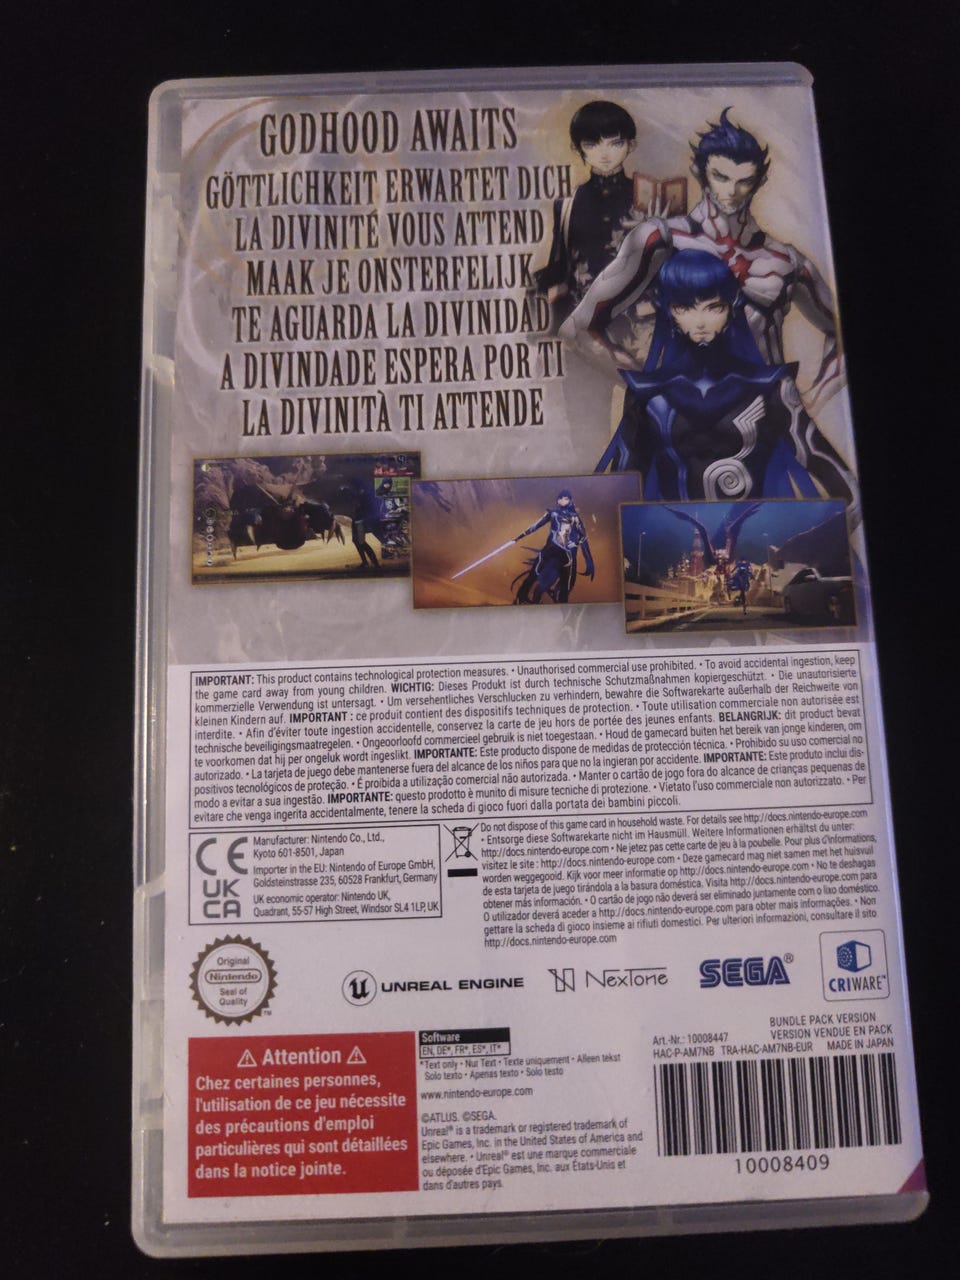 GODHOOD AWAITS
GÖTTLICHKEIT ERWARTET DICH
LA DIVINITÉ VOUS ATTEND
MAAK JE ONSTERFELIJK
TE AGUARDA LA DIVINIDAD
A DIVINDADE ESPERA POR TI
LA DIVINITÀ TI ATTENDE
IMPORTANT: This product contains technological protection measures. • Unauthorised commercial use prohibited. • To avoid accidental ingestion, keep
the game card away from young children. WICHTIG: Dieses Produkt ist durch technische Schutzmaßnahmen kopiergeschützt. • Die unautorisierte
kommerzielle Verwendung ist untersagt. • Um versehentliches Verschlucken zu verhindern, bewahre die Softwarekarte außerhalb der Reichweite von
kleinen Kindern auf. IMPORTANT : ce produit contient des dispositifs techniques de protection. • Toute utilisation commerciale non autorisée est
interdite. • Afin d'éviter toute ingestion accidentelle, conservez la carte de jeu hors de portée des jeunes enfants. BELANGRIJK: dit product bevat
technische beveiligingsmaatregelen. • Ongeoorloofd commercieel gebruik is niet toegestaan. • Houd de gamecard buiten het bereik van jonge kinderen, om
te voorkomen dat hij per ongeluk wordt ingeslikt. IMPORTANTE: Este producto dispone de medidas de protección técnica. • Prohibido su uso comercial no
autorizado. • La tarjeta de juego debe mantenerse fuera del alcance de los niños para que no la ingieran por accidente. IMPORTANTE: Este produto inclui dis-
positivos tecnológicos de proteção. • É proibida a utilização comercial não autorizada. • Manter o cartão de jogo fora do alcance de crianças pequenas de
modo a evitar a sua ingestão. IMPORTANTE: questo prodotto è munito di misure tecniche di protezione. • Vietato l'uso commerciale non autorizzato. • Per
evitare che venga ingerita accidentalmente, tenere la scheda di gioco fuori dalla portata dei bambini piccoli.
CE
UK
CA
Manufacturer: Nintendo Co., Ltd.,
Kyoto 601-8501, Japan
Importer in the EU: Nintendo of Europe GmbH,
Goldsteinstrasse 235, 60528 Frankfurt, Germany
UK economic operator: Nintendo UK,
Quadrant, 55-57 High Street, Windsor SL4 1LP, UK
Do not dispose of this game card in household waste. For details see http://docs.nintendo-europe.com
• Entsorge diese Softwarekarte nicht im Hausmüll. Weitere Informationen erhältst du unter:
http://docs.nintendo-europe.com • Ne jetez pas cette carte de jeu à la poubelle. Pour plus d'informations,
visitez le site : http://docs.nintendo-europe.com • Deze gamecard mag niet samen met het huisvuil
worden weggegooid. Kijk voor meer informatie op http://docs.nintendo-europe.com • No te deshagas
de esta tarjeta de juego tirándola a la basura doméstica. Visita http://docs.nintendo-europe.com para
obtener más información. • O cartão de jogo não deverá ser eliminado juntamente com o lixo doméstico.
O utilizador deverá aceder a http://docs.nintendo-europe.com para obter mais informações. • Non
gettare la scheda di gioco insieme ai rifiuti domestici. Per ulteriori informazioni, consultare il sito
http://docs.nintendo-europe.com
Original
Nintendo
Seal of
Quality
TM
UNREAL ENGINE
NexTone
SEGA®
CRIWARE™
⚠ Attention ⚠
Chez certaines personnes,
l'utilisation de ce jeu nécessite
des précautions d'emploi
particulières qui sont détaillées
dans la notice jointe.
Software
EN, DE*, FR*, ES*, IT*
*Text only • Nur Text • Texte uniquement • Alleen tekst
Solo texto • Apenas texto • Solo testo
www.nintendo-europe.com
©ATLUS. ©SEGA.
Unreal® is a trademark or registered trademark of
Epic Games, Inc. in the United States of America and
elsewhere. • Unreal® est une marque commerciale
ou déposée d'Epic Games, Inc. aux États-Unis et
dans d'autres pays.
BUNDLE PACK VERSION
Art.-Nr.: 10008447 VERSION VENDUE EN PACK
HAC-P-AM7NB TRA-HAC-AM7NB-EUR MADE IN JAPAN
10008409